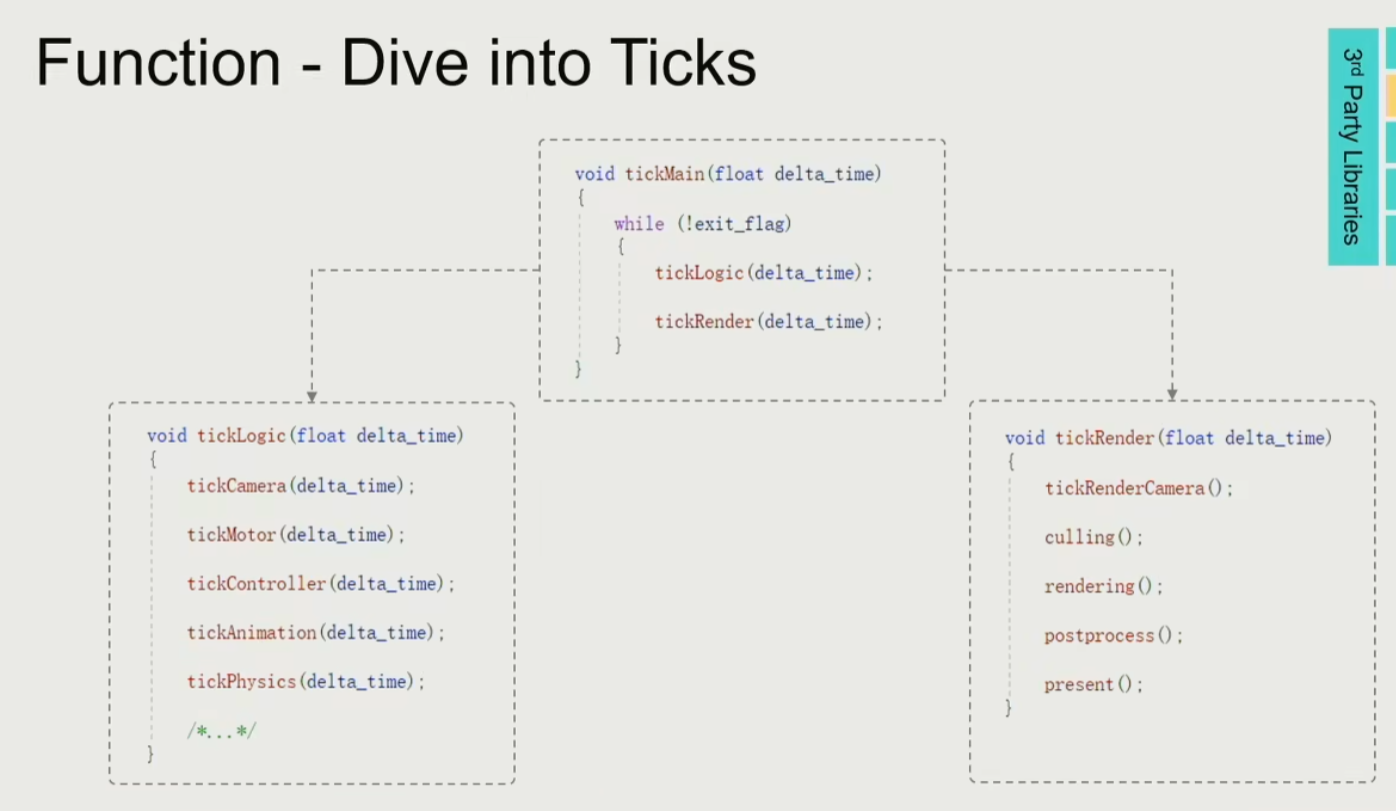 Function - Dive into Ticks
3rd Party Libraries
void tickMain(float delta_time)
{
while (!exit_flag)
{
tickLogic(delta_time);
tickRender(delta_time);
}
}
void tickLogic(float delta_time)
{
tickCamera(delta_time);
tickMotor(delta_time);
tickController(delta_time);
tickAnimation(delta_time);
tickPhysics(delta_time);
/*...*/
}
void tickRender(float delta_time)
{
tickRenderCamera();
culling();
rendering();
postprocess();
present();
}